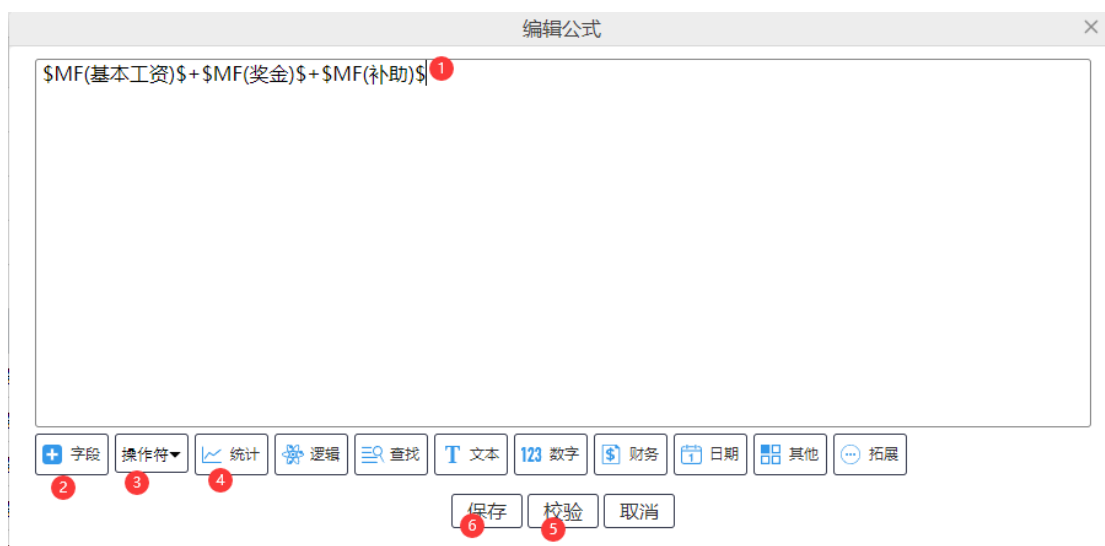 编辑公式
$MF(基本工资)$+$MF(奖金)$+$MF(补助)$ 1
字段 操作符 统计 逻辑 查找 T 文本 123 数字 $ 财务 1 日期 其他 拓展
2 3 4
保存 校验 取消
6 5